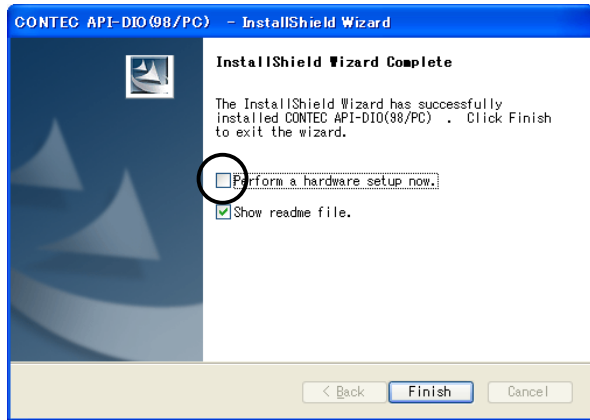 CONTEC API-DIO(98/PC) - InstallShield Wizard
InstallShield Wizard Complete
The InstallShield Wizard has successfully
installed CONTEC API-DIO(98/PC) . Click Finish
to exit the wizard.
Perform a hardware setup now.
Show readme file.
< Back
Finish
Cancel